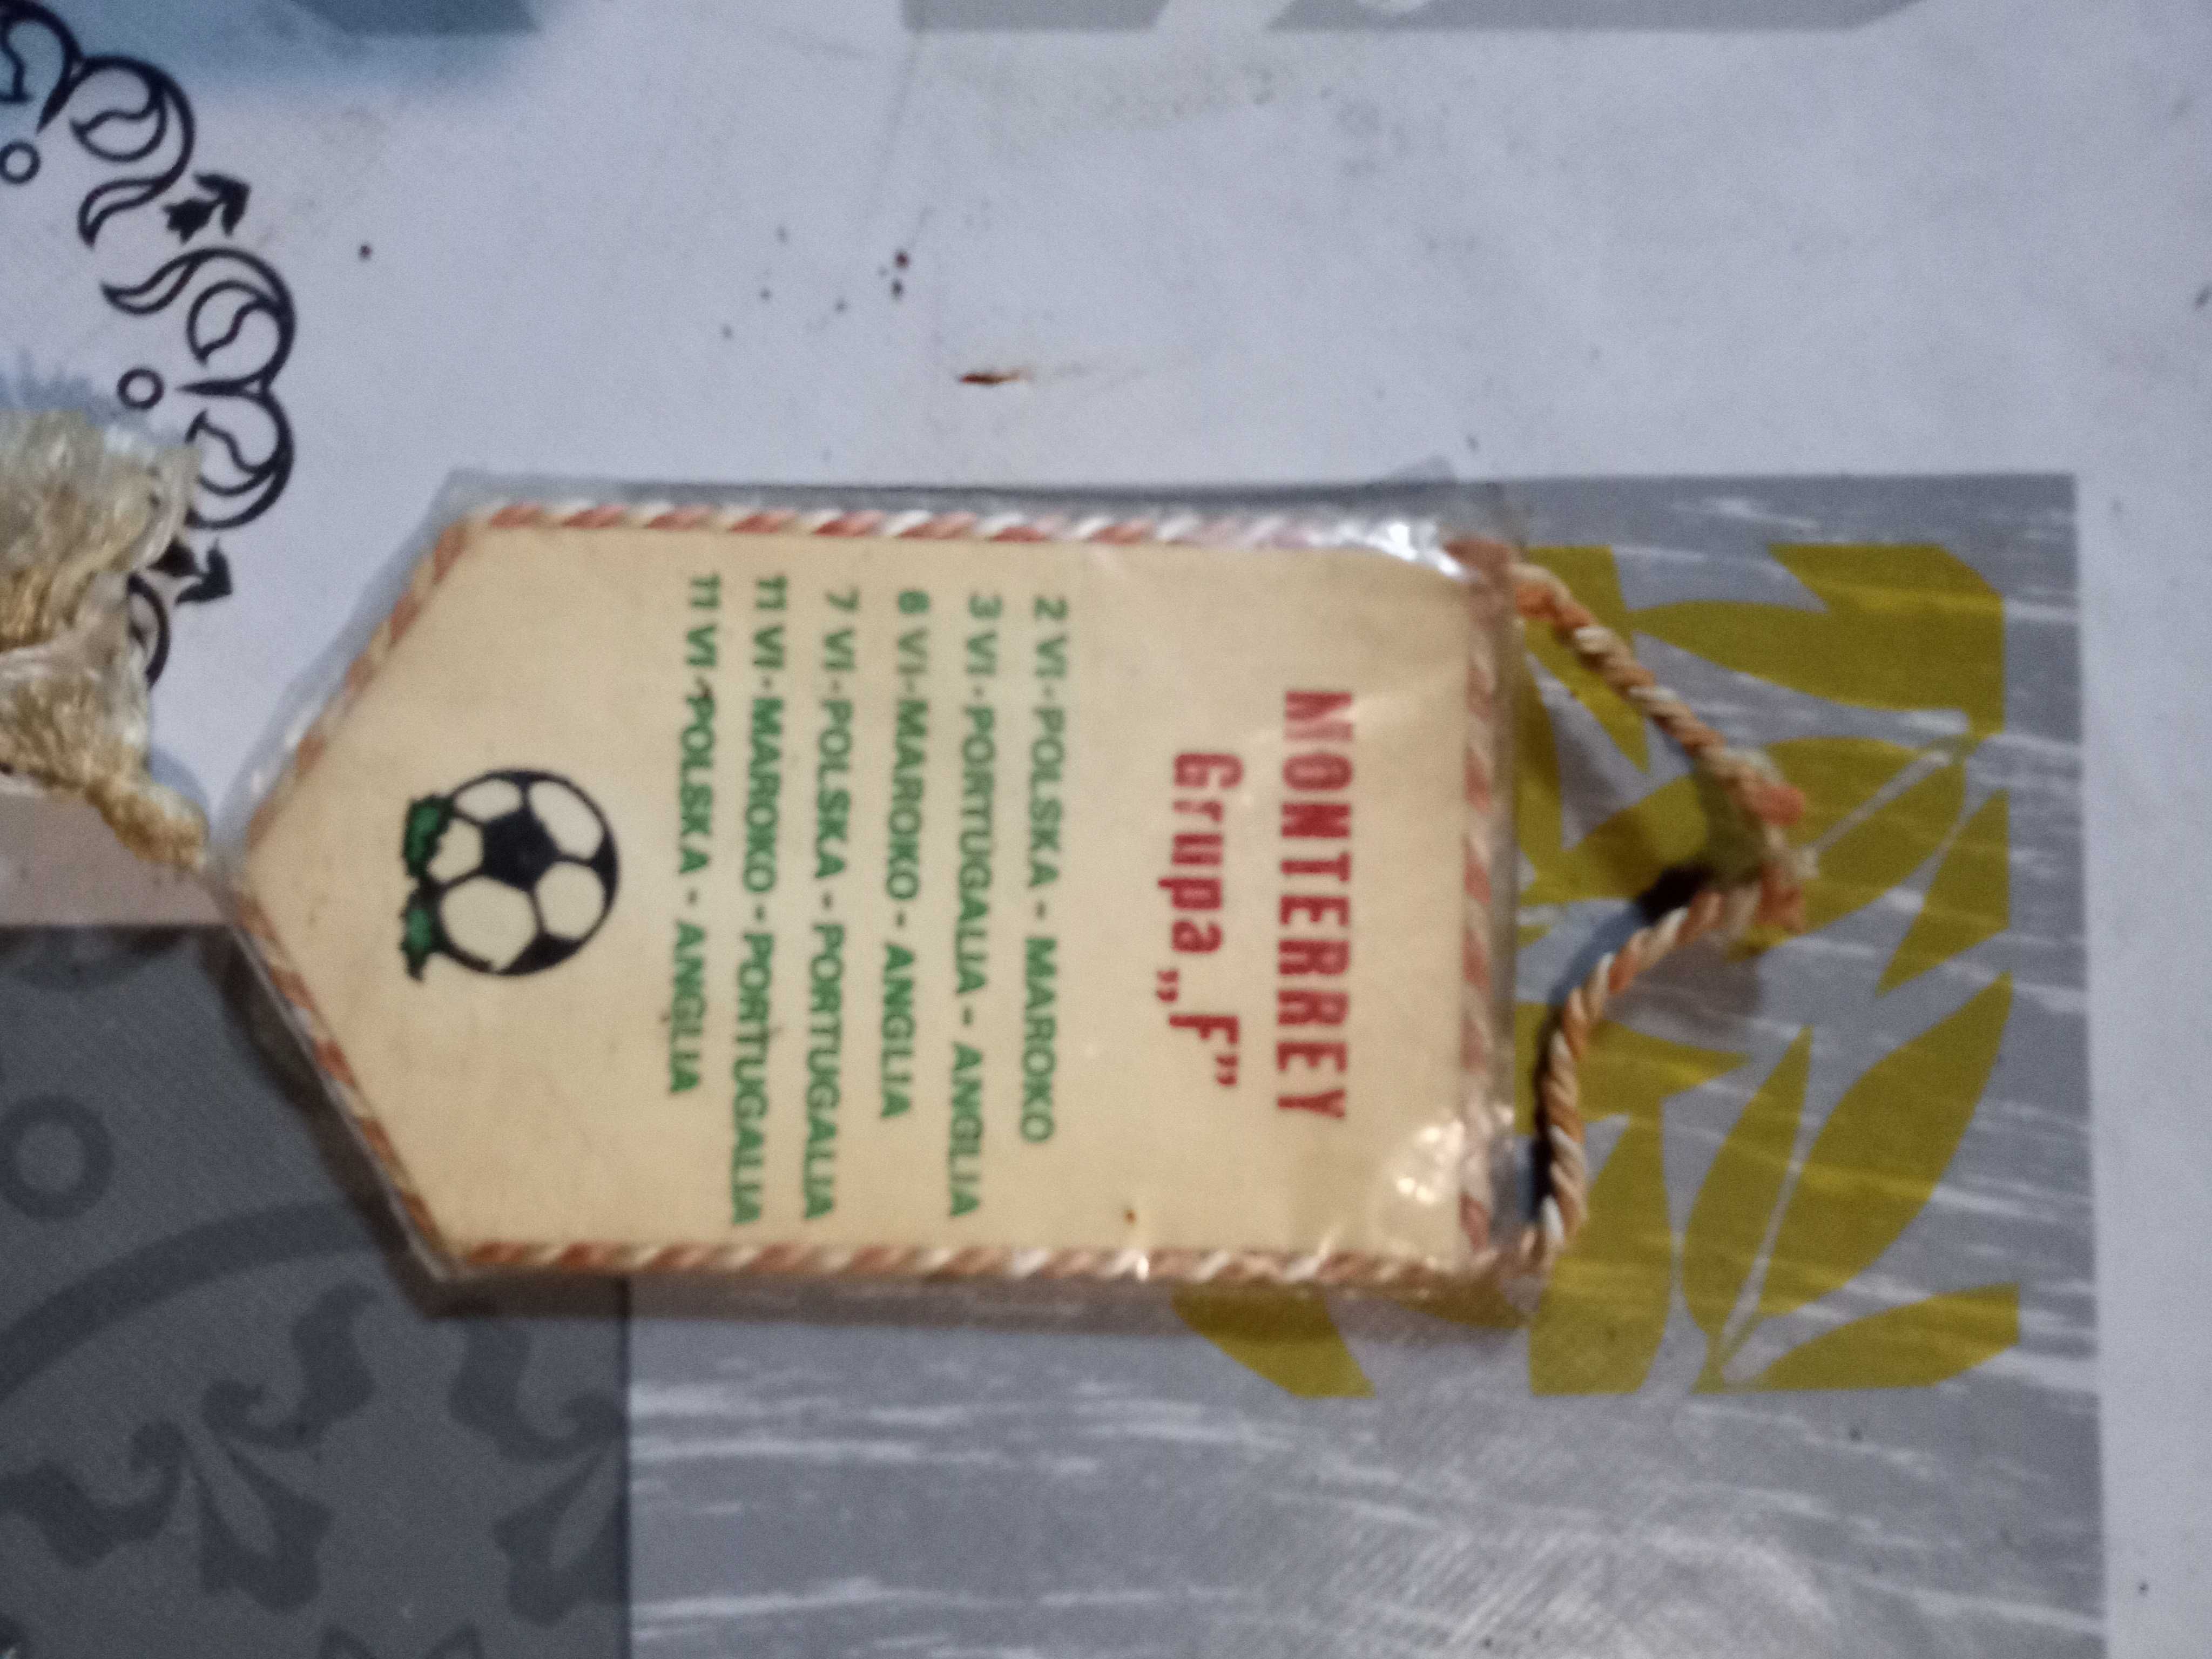 MONTERREY
Grupa „F”
2 VI - POLSKA - MAROKO
3 VI - PORTUGALIA - ANGLIA
6 VI - MAROKO - ANGLIA
7 VI - POLSKA - PORTUGALIA
11 VI - MAROKO - PORTUGALIA
11 VI - POLSKA - ANGLIA